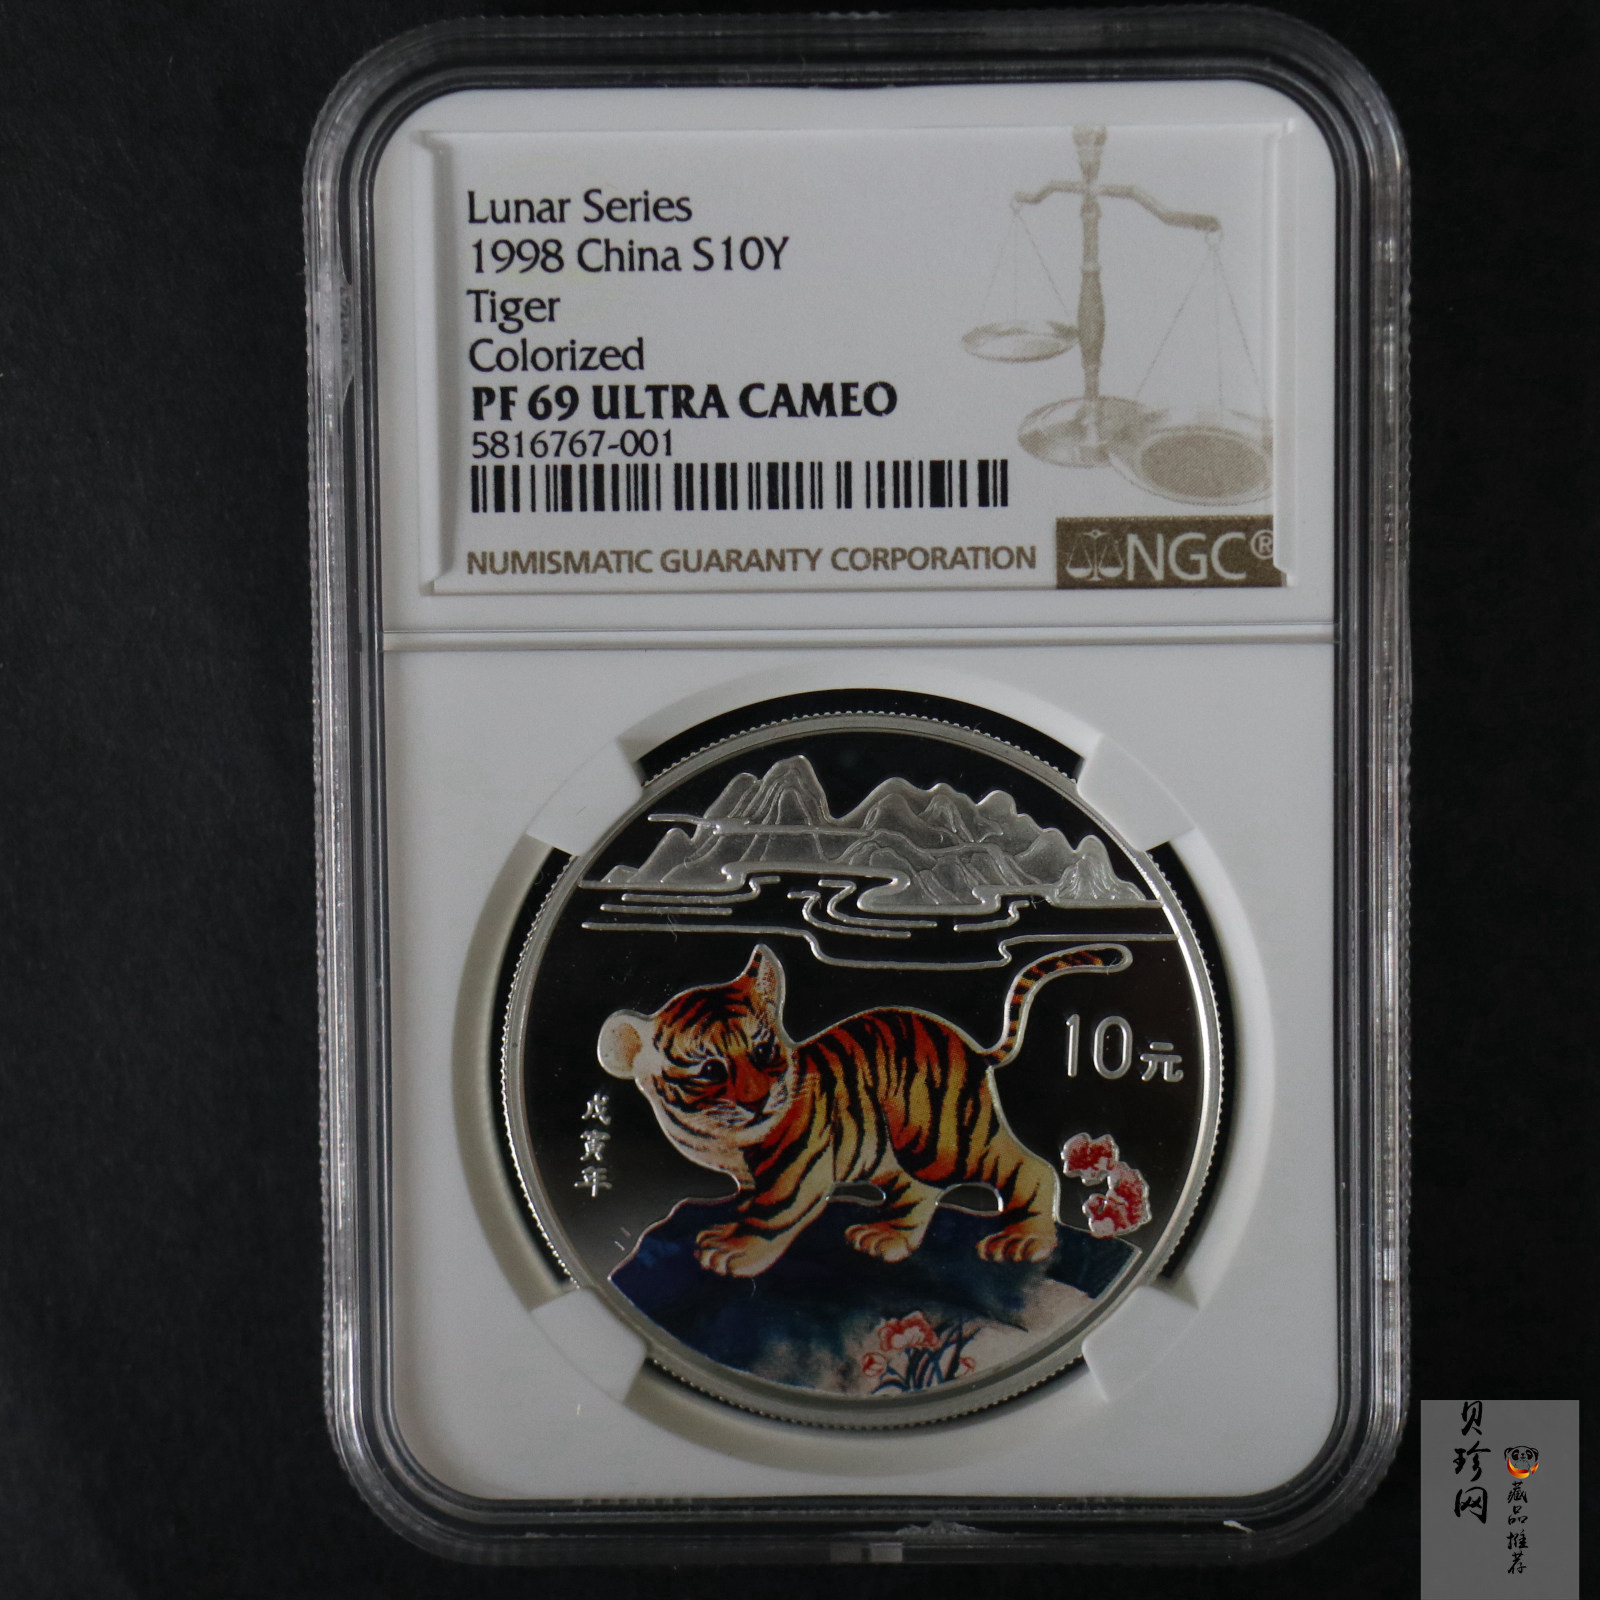 Lunar Series
1998 China S10Y
Tiger
Colorized
PF 69 ULTRA CAMEO
5816767-001
NUMISMATIC GUARANTY CORPORATION
NGC®
10元
戊寅年
贝珍网
藏品推荐